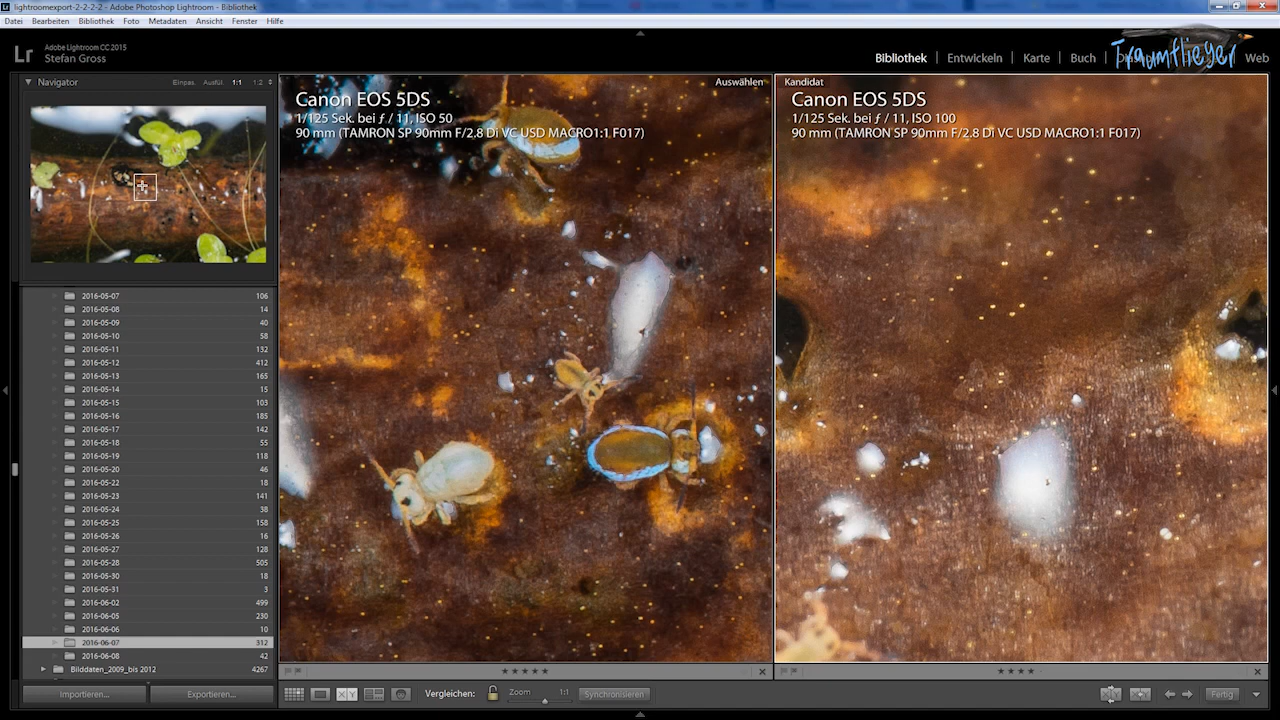 lightroomexport-2-2-2-2 - Adobe Photoshop Lightroom - Bibliothek
Datei Bearbeiten Bibliothek Foto Metadaten Ansicht Fenster Hilfe
Lr
Adobe Lightroom CC 2015
Stefan Gross
Bibliothek | Entwickeln | Karte | Buch | Web
Traumflieger
Navigator Einpas. Ausfül. 1:1 1:2
2016-05-07 106
2016-05-08 14
2016-05-09 40
2016-05-10 58
2016-05-11 132
2016-05-12 412
2016-05-13 165
2016-05-14 15
2016-05-15 103
2016-05-16 185
2016-05-17 142
2016-05-18 55
2016-05-19 118
2016-05-20 46
2016-05-22 18
2016-05-23 141
2016-05-24 38
2016-05-25 158
2016-05-26 16
2016-05-27 128
2016-05-28 505
2016-05-30 18
2016-05-31 3
2016-06-02 499
2016-06-05 230
2016-06-06 10
2016-06-07 312
2016-06-08 42
Bilddaten_2009_bis 2012 4267
Importieren... Exportieren...
Auswählen
Canon EOS 5DS
1/125 Sek. bei ƒ / 11, ISO 50
90 mm (TAMRON SP 90mm F/2.8 Di VC USD MACRO1:1 F017)
Kandidat
Canon EOS 5DS
1/125 Sek. bei ƒ / 11, ISO 100
90 mm (TAMRON SP 90mm F/2.8 Di VC USD MACRO1:1 F017)
XY Vergleichen: Zoom 1:1 Synchronisieren Fertig